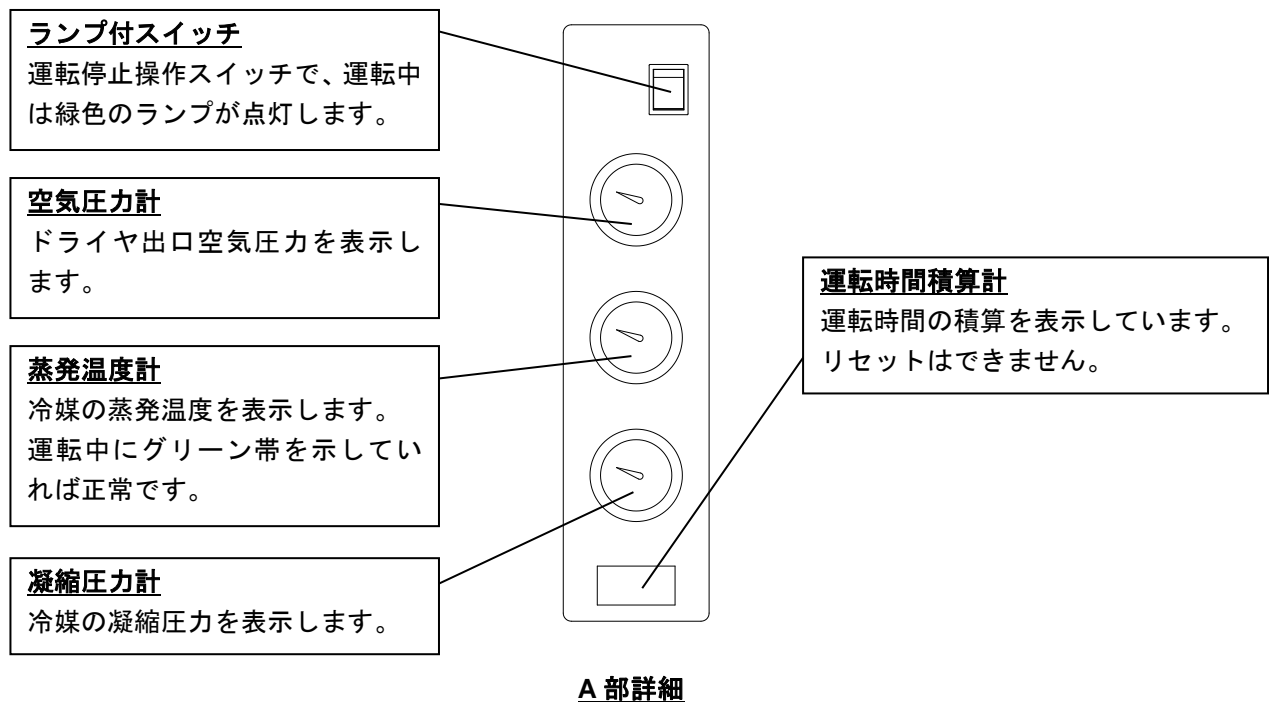 ランプ付スイッチ
運転停止操作スイッチで、運転中
は緑色のランプが点灯します。
空気圧力計
ドライヤ出口空気圧力を表示し
ます。
蒸発温度計
冷媒の蒸発温度を表示します。
運転中にグリーン帯を示してい
れば正常です。
凝縮圧力計
冷媒の凝縮圧力を表示します。
運転時間積算計
運転時間の積算を表示しています。
リセットはできません。
A 部詳細